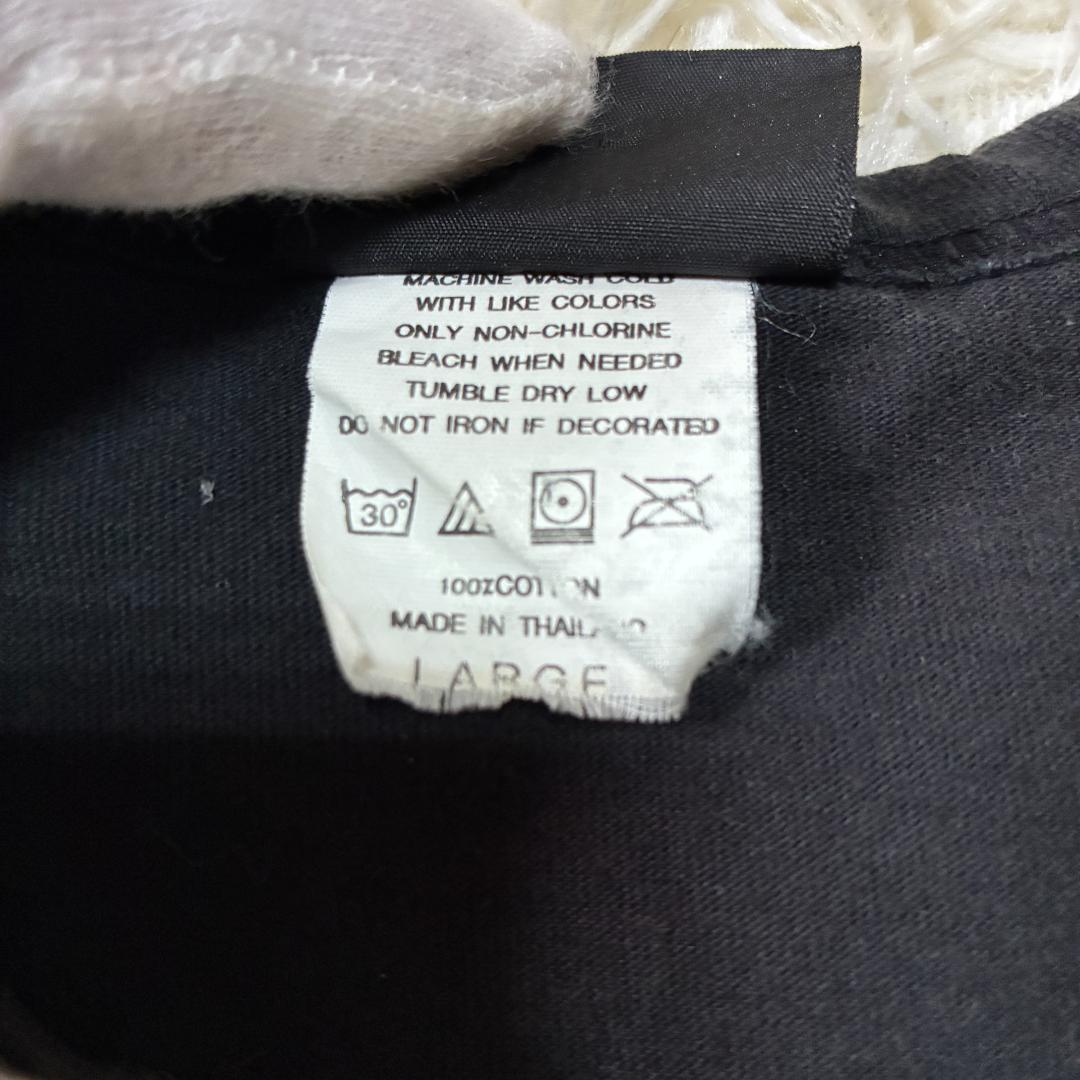 MACHINE WASH COLD
WITH LIKE COLORS
ONLY NON-CHLORINE
BLEACH WHEN NEEDED
TUMBLE DRY LOW
DO NOT IRON IF DECORATED
30°
100%COTTON
MADE IN THAILAND
LARGE